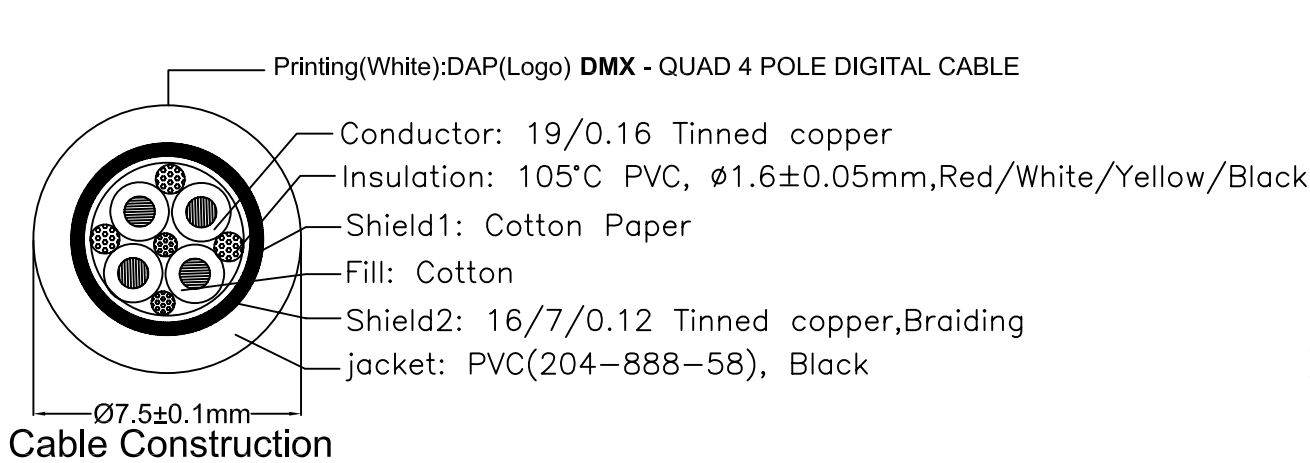 Printing(White):DAP(Logo) DMX - QUAD 4 POLE DIGITAL CABLE
Conductor: 19/0.16 Tinned copper
Insulation: 105°C PVC, ø1.6±0.05mm,Red/White/Yellow/Black
Shield1: Cotton Paper
Fill: Cotton
Shield2: 16/7/0.12 Tinned copper,Braiding
jacket: PVC(204-888-58), Black
Ø7.5±0.1mm
Cable Construction